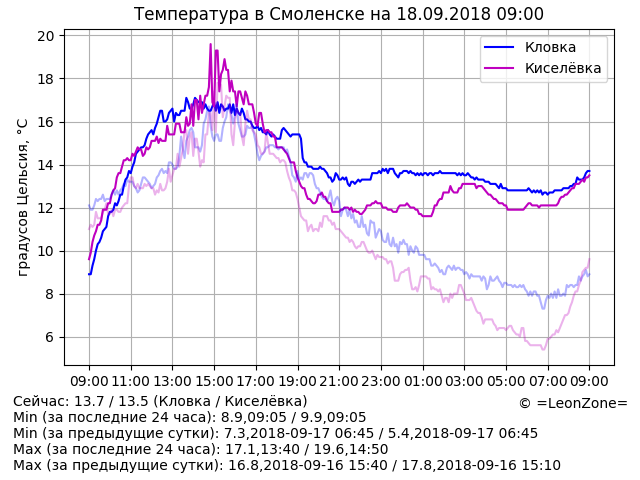 Температура в Смоленске на 18.09.2018 09:00
20
18
16
14
12
10
8
6
градусов Цельсия, °C
Кловка
Киселёвка
09:00 11:00 13:00 15:00 17:00 19:00 21:00 23:00 01:00 03:00 05:00 07:00 09:00
Сейчас: 13.7 / 13.5 (Кловка / Киселёвка)
© =LeonZone=
Min (за последние 24 часа): 8.9,09:05 / 9.9,09:05
Min (за предыдущие сутки): 7.3,2018-09-17 06:45 / 5.4,2018-09-17 06:45
Max (за последние 24 часа): 17.1,13:40 / 19.6,14:50
Max (за предыдущие сутки): 16.8,2018-09-16 15:40 / 17.8,2018-09-16 15:10